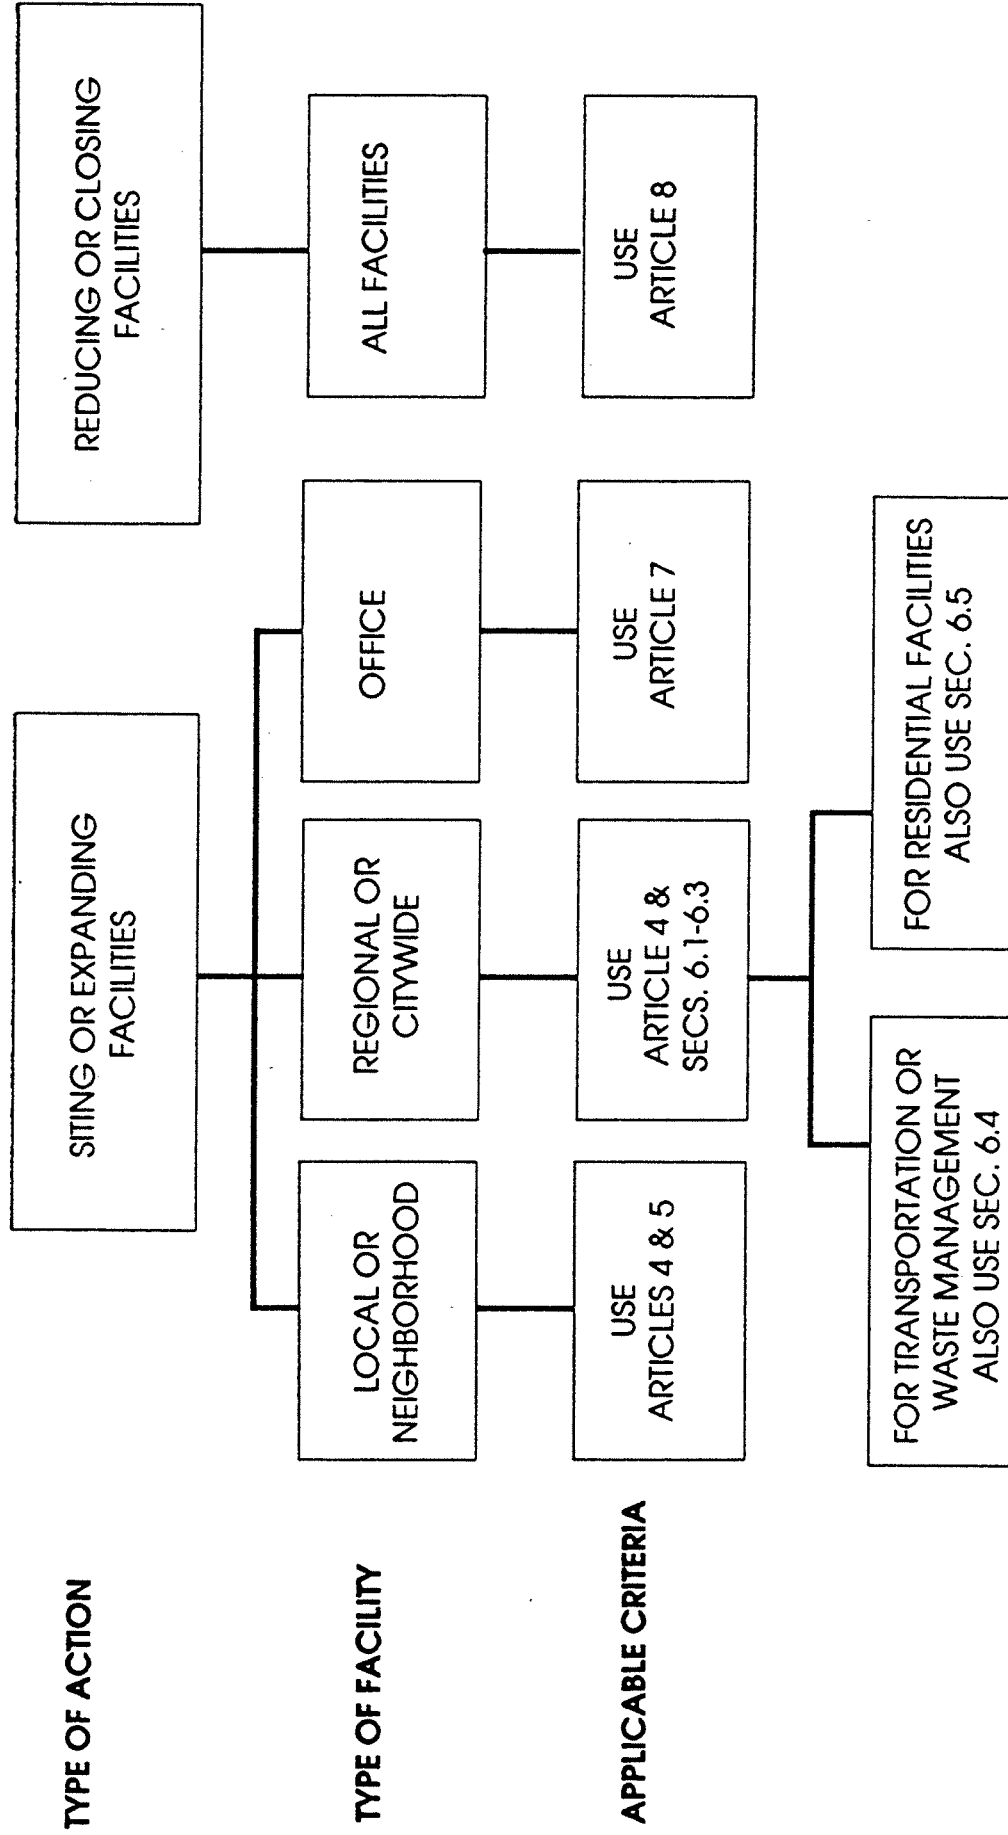 TYPE OF ACTION
SITING OR EXPANDING
FACILITIES
REDUCING OR CLOSING
FACILITIES
TYPE OF FACILITY
LOCAL OR
NEIGHBORHOOD
REGIONAL OR
CITYWIDE
OFFICE
ALL FACILITIES
APPLICABLE CRITERIA
USE
ARTICLES 4 & 5
USE
ARTICLE 4 &
SECS. 6.1-6.3
USE
ARTICLE 7
USE
ARTICLE 8
FOR TRANSPORTATION OR
WASTE MANAGEMENT
ALSO USE SEC. 6.4
FOR RESIDENTIAL FACILITIES
ALSO USE SEC. 6.5